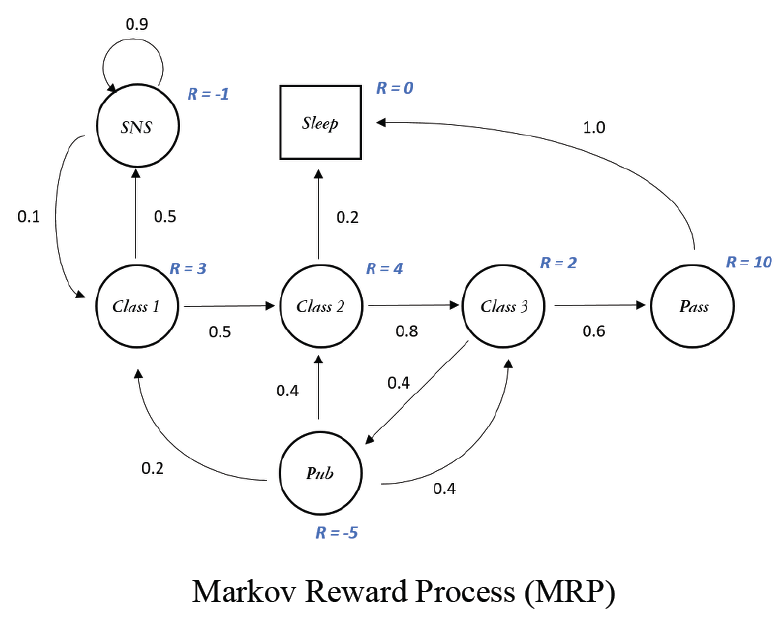 0.9
R = -1
SNS
R = 0
Sleep
1.0
0.1
0.5
0.2
R = 3
R = 4
R = 2
R = 10
Class 1
Class 2
Class 3
Pass
0.5
0.8
0.6
0.4
0.4
0.2
Pub
0.4
R = -5
Markov Reward Process (MRP)